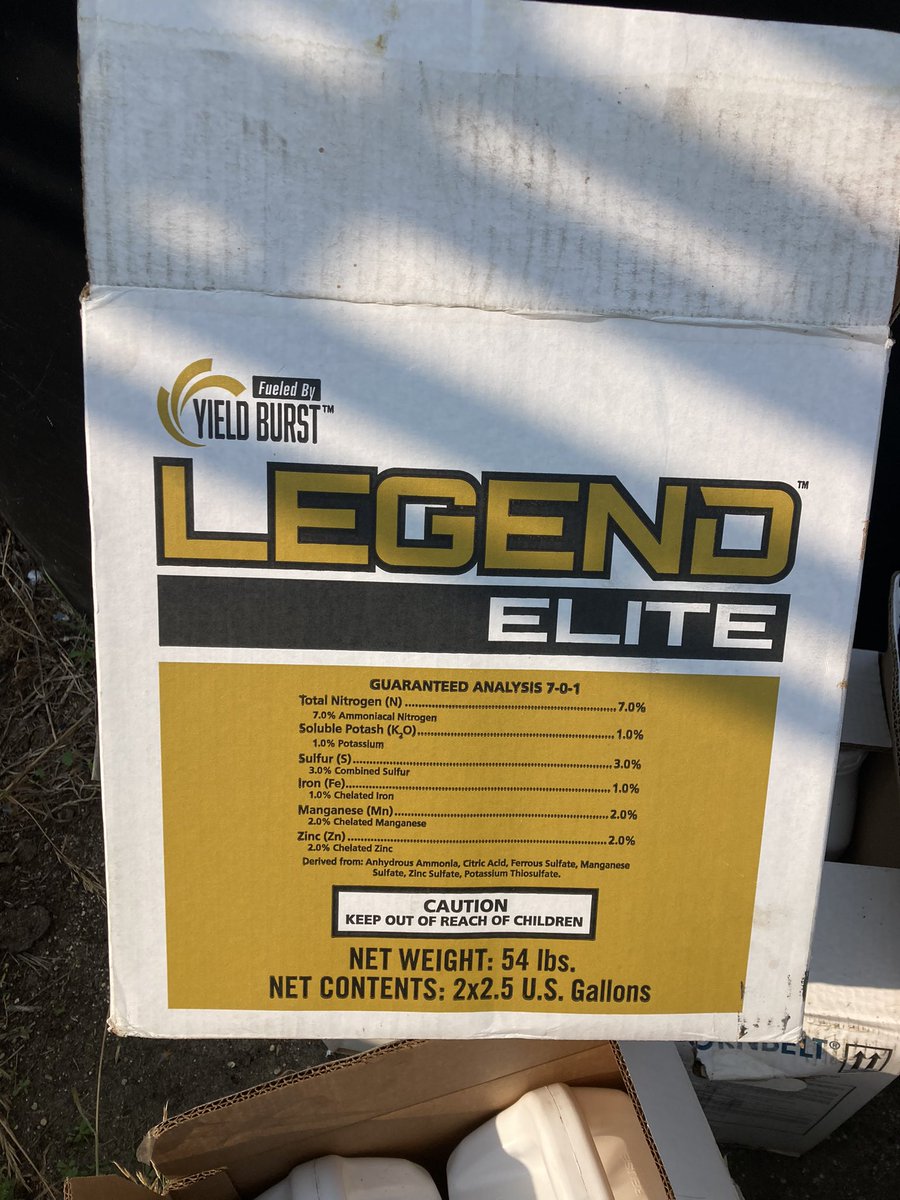 Fueled By
YIELD BURST™
LEGEND™
ELITE
GUARANTEED ANALYSIS 7-0-1
Total Nitrogen (N)....................................................7.0%
7.0% Ammoniacal Nitrogen
Soluble Potash (K₂O)..................................................1.0%
1.0% Potassium
Sulfur (S)................................................................3.0%
3.0% Combined Sulfur
Iron (Fe)..................................................................1.0%
1.0% Chelated Iron
Manganese (Mn)......................................................2.0%
2.0% Chelated Manganese
Zinc (Zn)..................................................................2.0%
2.0% Chelated Zinc
Derived from: Anhydrous Ammonia, Citric Acid, Ferrous Sulfate, Manganese
Sulfate, Zinc Sulfate, Potassium Thiosulfate.
CAUTION
KEEP OUT OF REACH OF CHILDREN
NET WEIGHT: 54 lbs.
NET CONTENTS: 2x2.5 U.S. Gallons